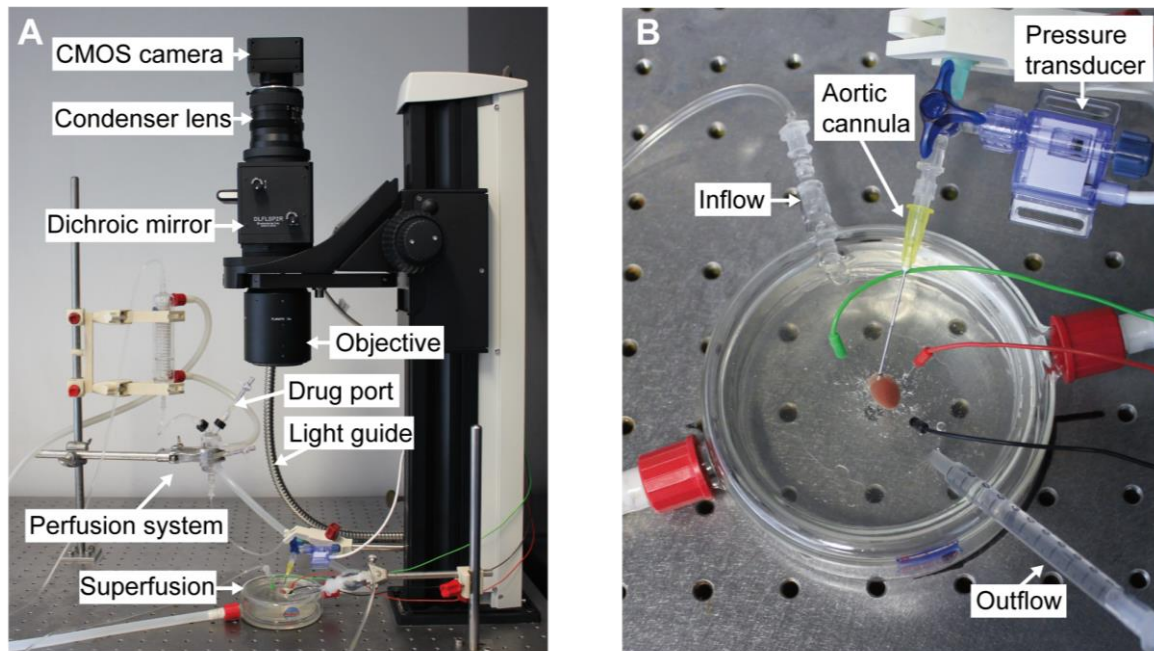 A
CMOS camera
Condenser lens
Dichroic mirror
Objective
Drug port
Light guide
Perfusion system
Superfusion
B
Pressure
transducer
Aortic
cannula
Inflow
Outflow